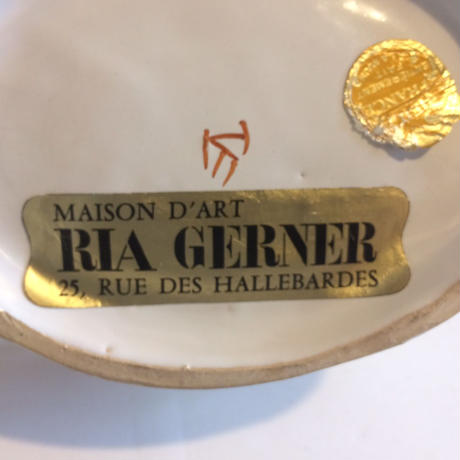 MAISON D'ART
RIA GERNER
25, RUE DES HALLEBARDES